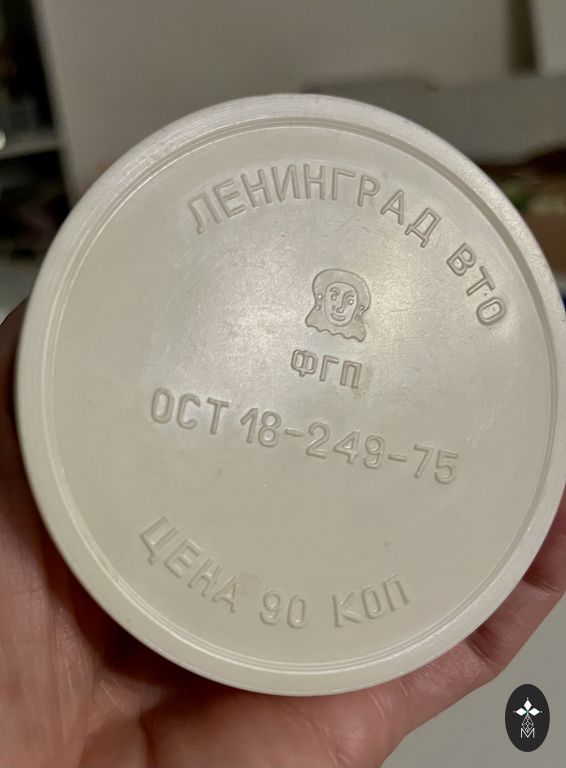 ЛЕНИНГРАД ВТО
ФГП
ОСТ 18-249-75
ЦЕНА 90 КОП
M